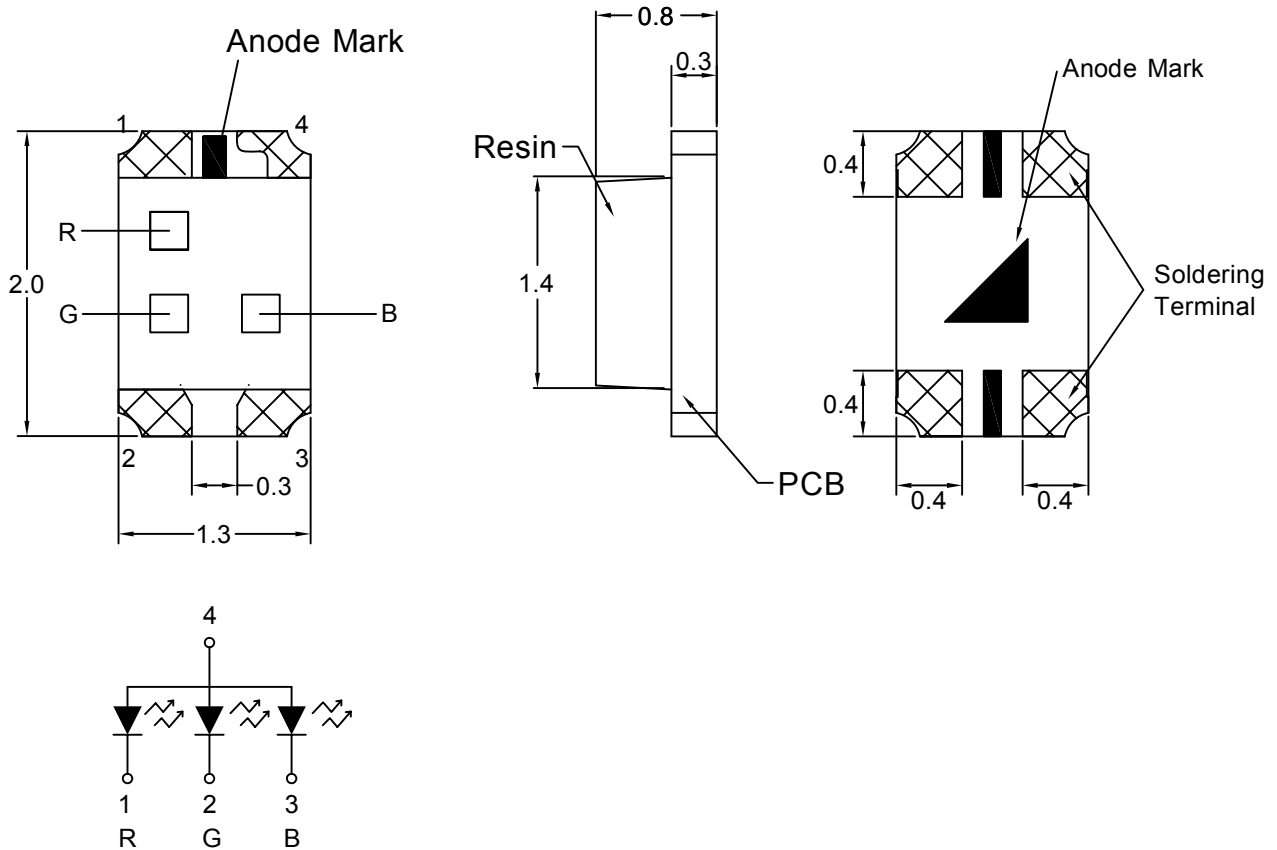 Anode Mark
1
4
R
2.0
G
B
2
3
0.3
1.3
0.8
0.3
Resin
1.4
PCB
Anode Mark
0.4
Soldering
Terminal
0.4
0.4
0.4
4
1
2
3
R
G
B